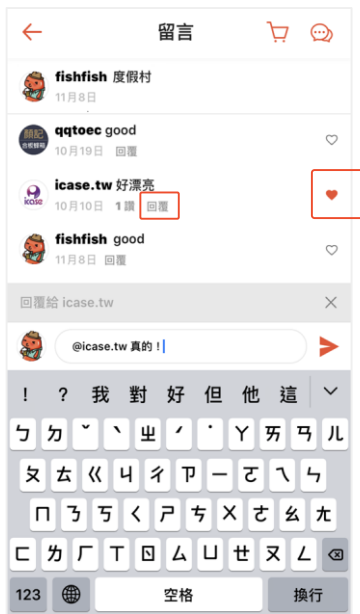 留言
fishfish 度假村
11月8日
顏記
qqtoec good
10月19日 回覆
icase.tw 好漂亮
icase
10月10日 1 讚 回覆
fishfish good
11月8日 回覆
回覆給 icase.tw
@icase.tw 真的！
! ? 我 對 好 但 他 這
ㄅ ㄉ ˇ ˋ ㄓ ˊ ˙ ㄚ ㄞ ㄢ ㄦ
ㄆ ㄊ ㄍ ㄐ ㄔ ㄗ ㄧ ㄛ ㄟ ㄣ
ㄇ ㄋ ㄎ ㄑ ㄕ ㄘ ㄨ ㄜ ㄠ ㄤ
ㄈ ㄌ ㄏ ㄒ ㄖ ㄙ ㄩ ㄝ ㄡ ㄥ
123 空格 換行